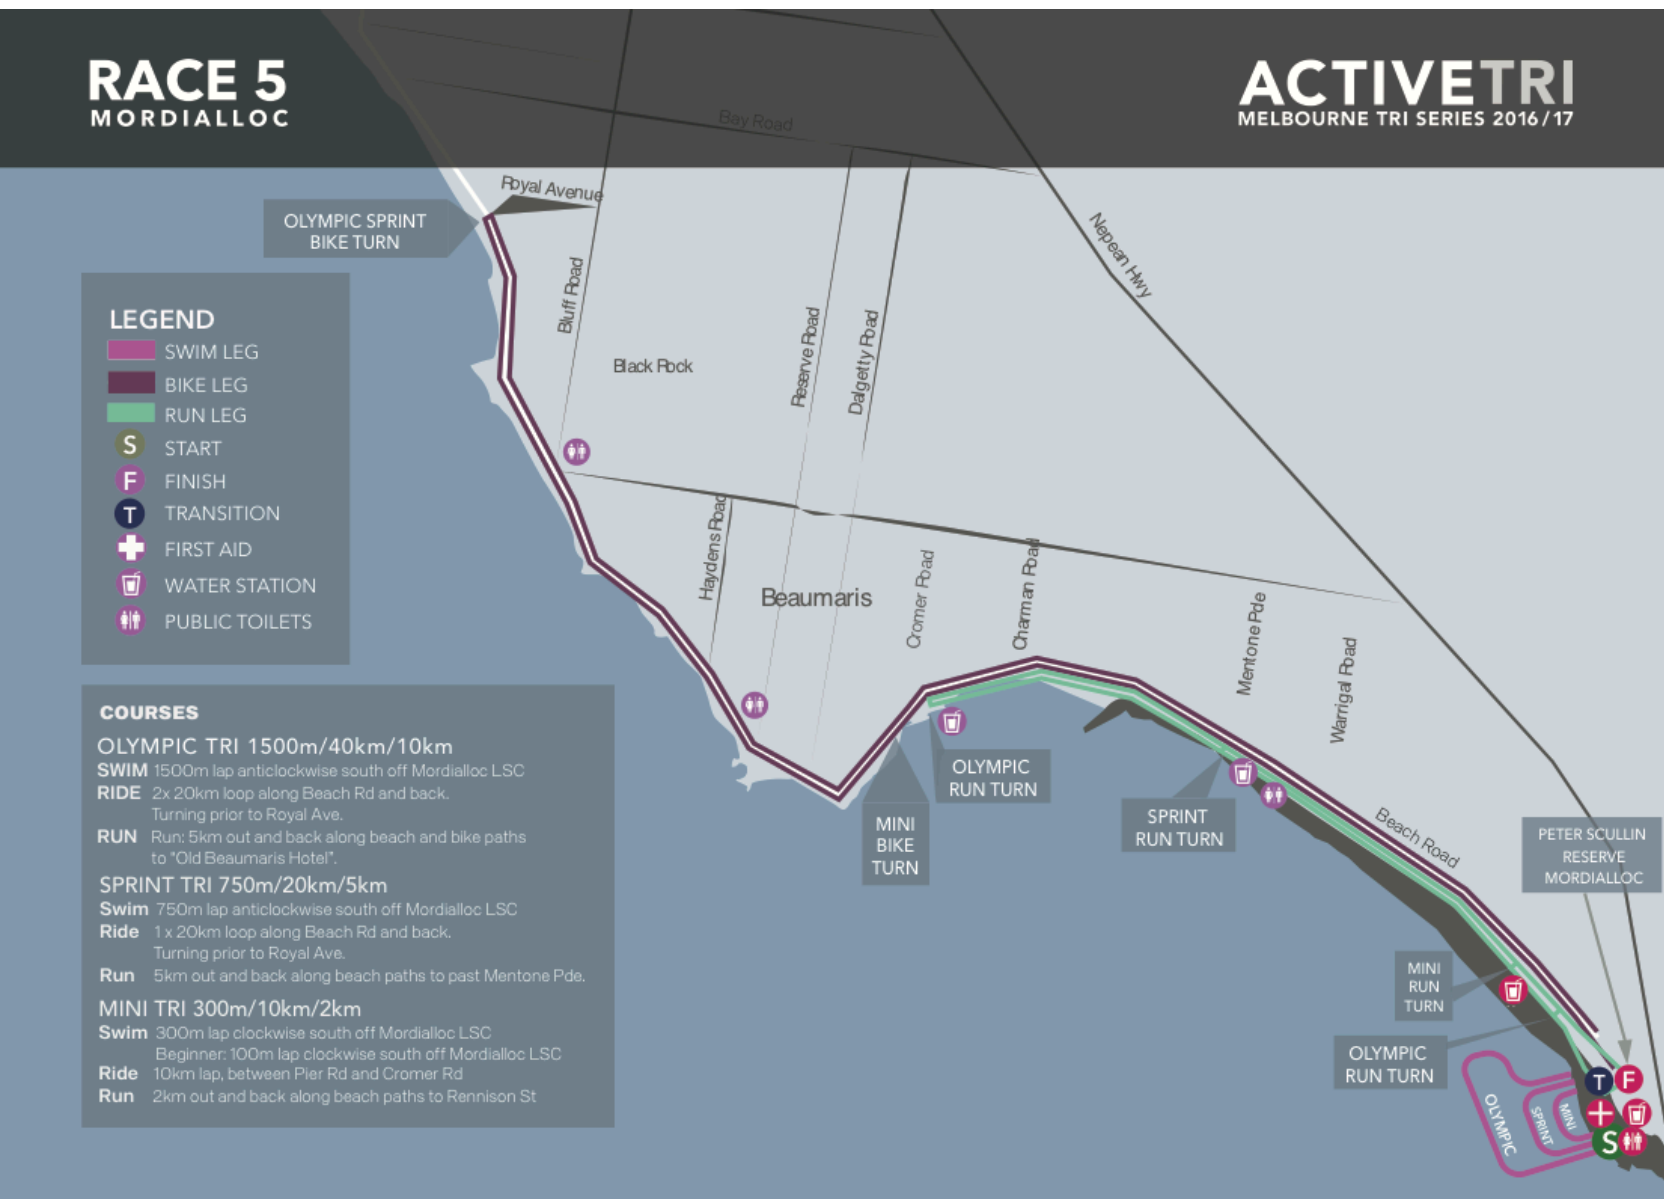 RACE 5
MORDIALLOC
ACTIVETRI
MELBOURNE TRI SERIES 2016/17
Bay Road
Royal Avenue
OLYMPIC SPRINT
BIKE TURN
Nepean Hwy
Bluff Road
Reserve Road
Dalgetty Road
Black Rock
LEGEND
SWIM LEG
BIKE LEG
RUN LEG
S START
F FINISH
T TRANSITION
FIRST AID
WATER STATION
PUBLIC TOILETS
Haydens Road
Beaumaris
Cromer Road
Charman Road
Mentone Pde
Warrigal Road
COURSES
OLYMPIC TRI 1500m/40km/10km
SWIM 1500m lap anticlockwise south off Mordialloc LSC
RIDE 2x 20km loop along Beach Rd and back.
Turning prior to Royal Ave.
RUN Run: 5km out and back along beach and bike paths
to "Old Beaumaris Hotel".
SPRINT TRI 750m/20km/5km
Swim 750m lap anticlockwise south off Mordialloc LSC
Ride 1 x 20km loop along Beach Rd and back.
Turning prior to Royal Ave.
Run 5km out and back along beach paths to past Mentone Pde.
MINI TRI 300m/10km/2km
Swim 300m lap clockwise south off Mordialloc LSC
Beginner: 100m lap clockwise south off Mordialloc LSC
Ride 10km lap, between Pier Rd and Cromer Rd
Run 2km out and back along beach paths to Rennison St
OLYMPIC
RUN TURN
MINI
BIKE
TURN
SPRINT
RUN TURN
Beach Road
PETER SCULLIN
RESERVE
MORDIALLOC
MINI
RUN
TURN
OLYMPIC
RUN TURN
OLYMPIC
SPRINT
MINI
T
F
S